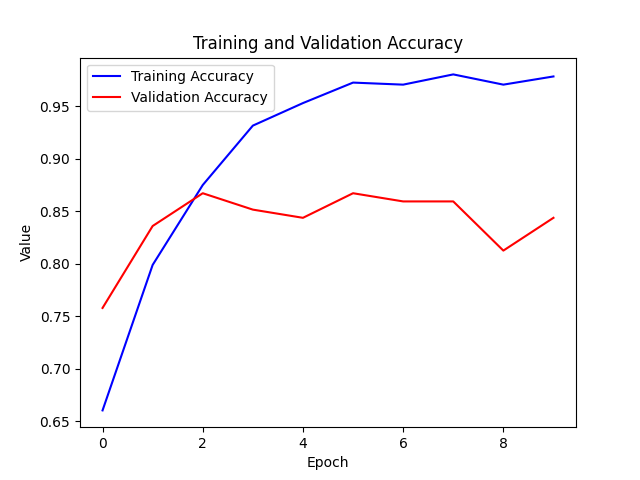 Training and Validation Accuracy
Training Accuracy
Validation Accuracy
0.95
0.90
0.85
0.80
0.75
0.70
0.65
Value
0 2 4 6 8
Epoch